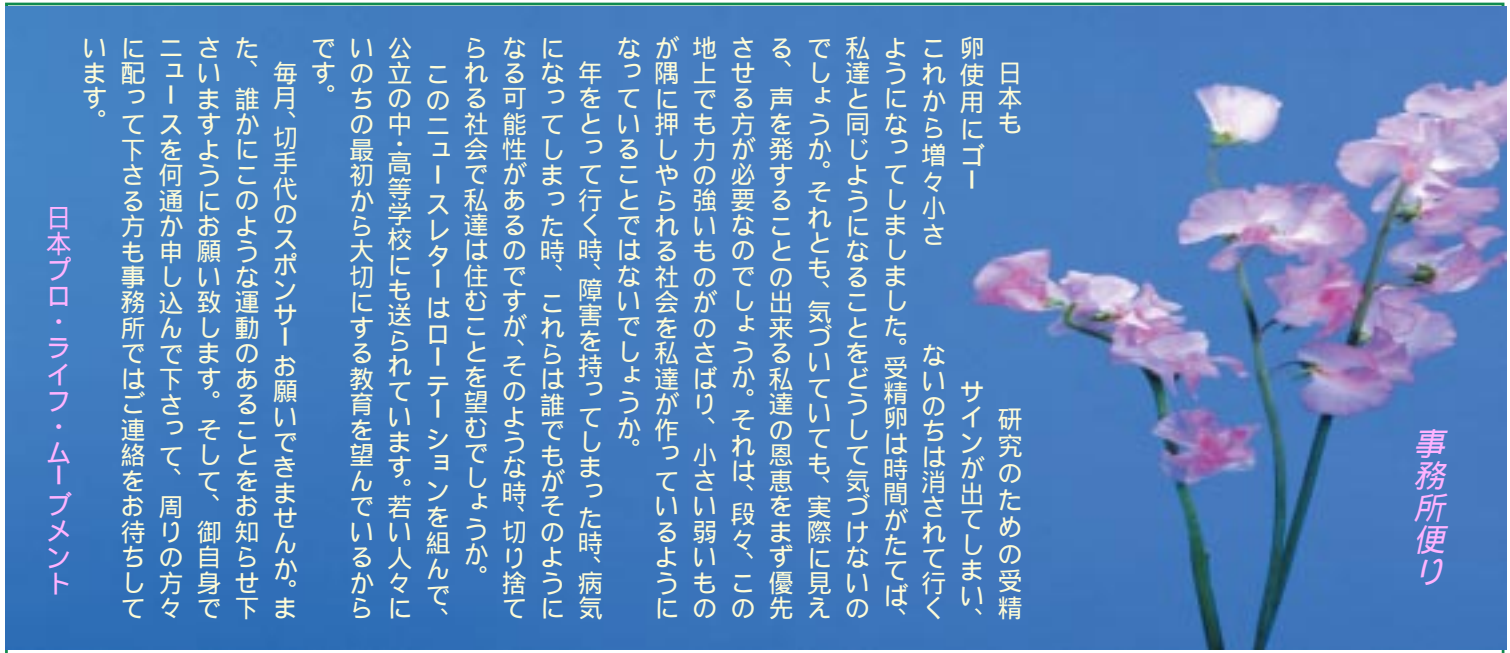 事務所便り
日本も 研究のための受精
卵使用にゴー サインが出てしまい、
これから増々小さ ないのちは消されて行く
ようになってしましました。受精卵は時間がたてば、
私達と同じようになることをどうして気づけないの
でしょうか。それとも、気づいていても、実際に見え
る、声を発することの出来る私達の恩恵をまず優先
させる方が必要なのでしょうか。それは、段々、この
地上でも力の強いものがのさばり、小さい弱いもの
が隅に押しやられる社会を私達が作っているように
なっていることではないでしょうか。
年をとって行く時、障害を持ってしまった時、病気
になってしまった時、これらは誰でもがそのように
なる可能性があるのですが、そのような時、切り捨て
られる社会で私達は住むことを望むでしょうか。
このニュースレターはローテーションを組んで、
公立の中・高等学校にも送られています。若い人々に
いのちの最初から大切にする教育を望んでいるから
です。
毎月、切手代のスポンサーお願いできませんか。ま
た、誰かにこのような運動のあることをお知らせ下
さいますようにお願い致します。そして、御自身で
ニュースを何通か申し込んで下さって、周りの方々
に配って下さる方も事務所ではご連絡をお待ちして
います。
日本プロ・ライフ・ムーブメント